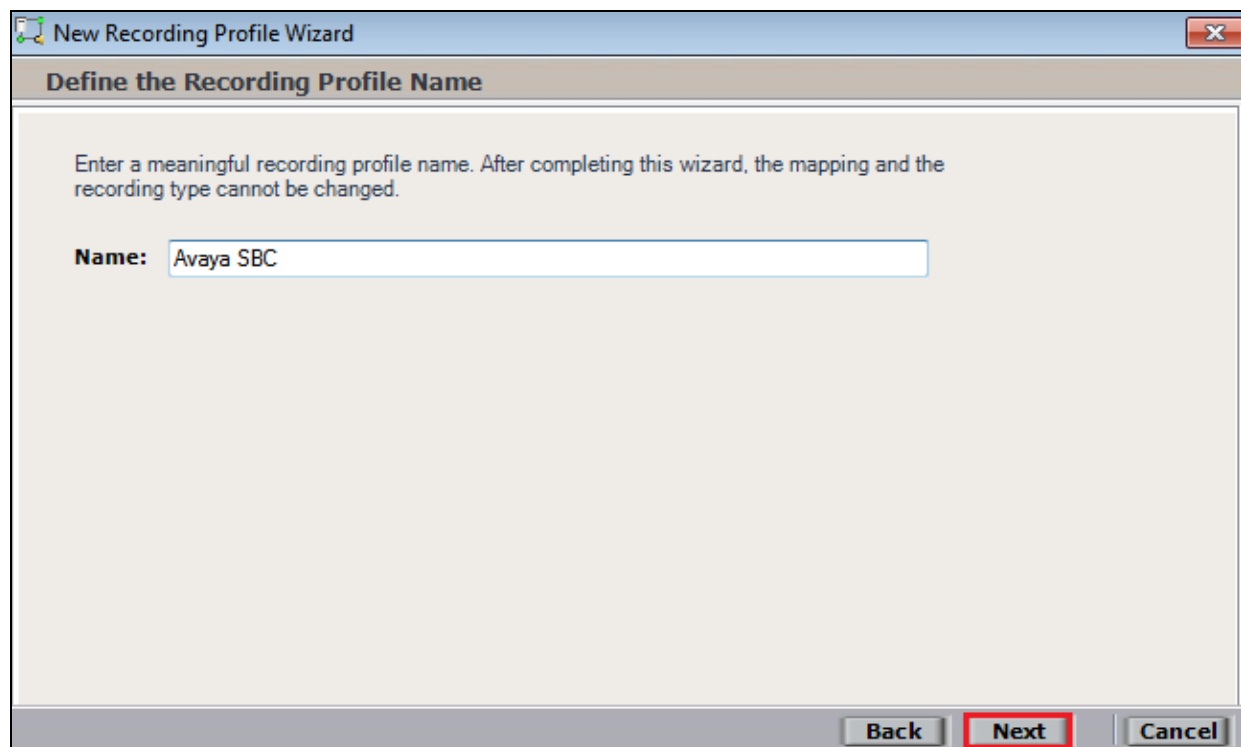 New Recording Profile Wizard
Define the Recording Profile Name
Enter a meaningful recording profile name. After completing this wizard, the mapping and the
recording type cannot be changed.
Name: Avaya SBC
Back Next Cancel